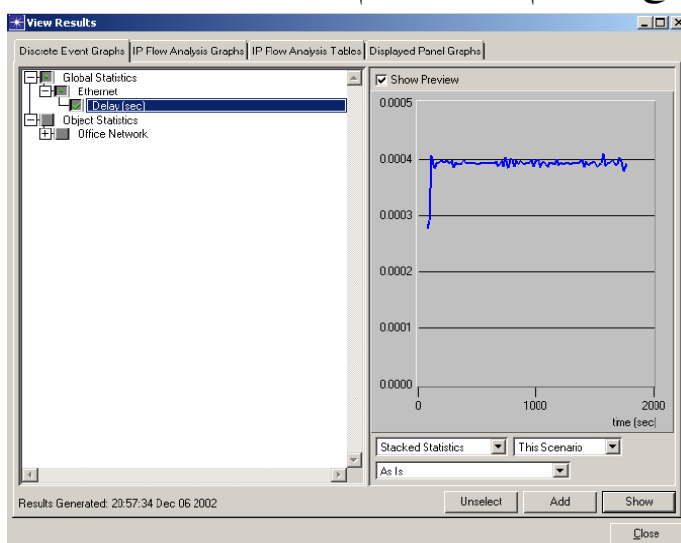 View Results
Discrete Event Graphs IP Flow Analysis Graphs IP Flow Analysis Tables Displayed Panel Graphs
Global Statistics
Ethernet
Delay (sec)
Object Statistics
Office Network
Show Preview
0.0005
0.0004
0.0003
0.0002
0.0001
0.0000
0 1000 2000
time (sec)
Stacked Statistics This Scenario
As Is
Results Generated: 20:57:34 Dec 06 2002
Unselect Add Show
Close